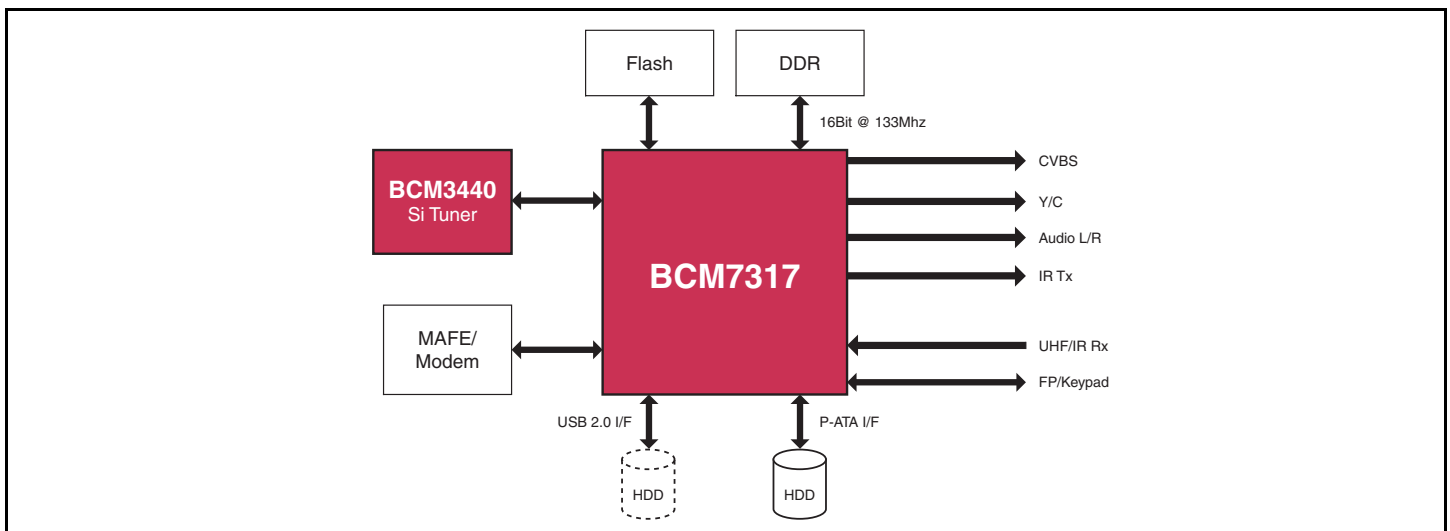 Flash
DDR
16Bit @ 133Mhz
BCM3440
Si Tuner
BCM7317
MAFE/
Modem
CVBS
Y/C
Audio L/R
IR Tx
UHF/IR Rx
FP/Keypad
USB 2.0 I/F
P-ATA I/F
HDD
HDD